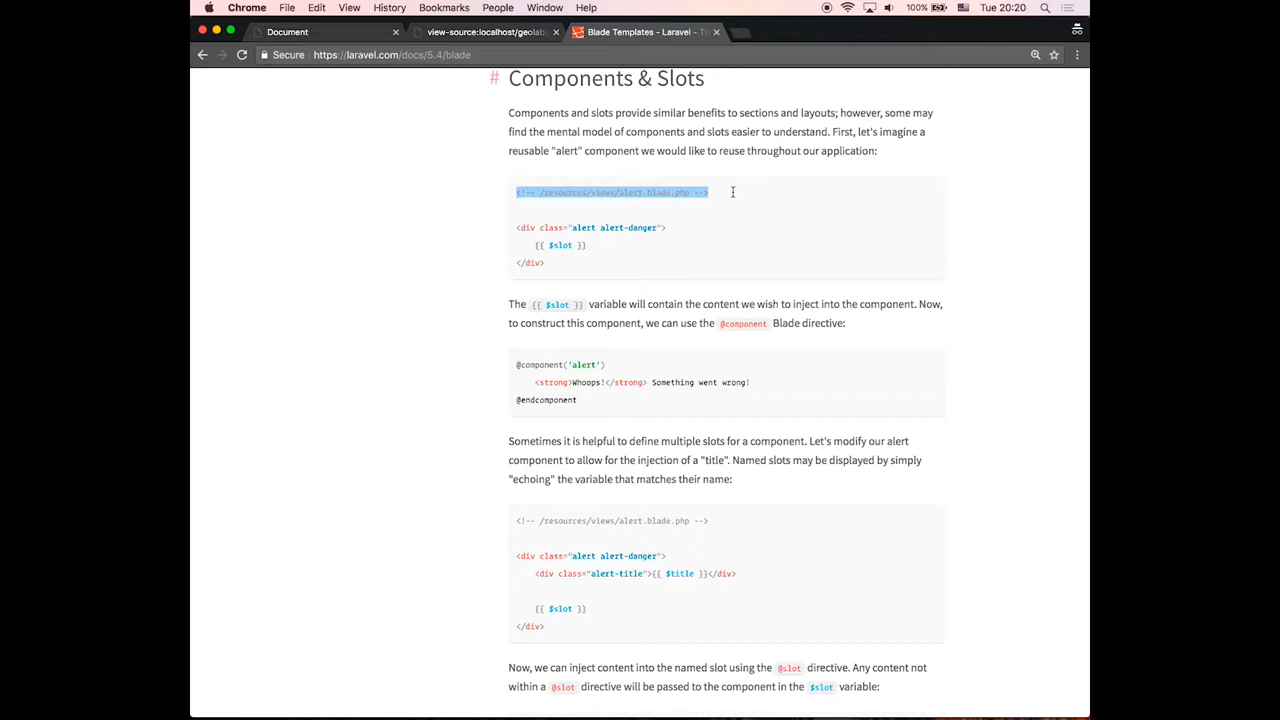 Chrome File Edit View History Bookmarks People Window Help 100% Tue 20:20
Document view-source:localhost/geolab Blade Templates - Laravel - Th
Secure https://laravel.com/docs/5.4/blade
# Components & Slots
Components and slots provide similar benefits to sections and layouts; however, some may
find the mental model of components and slots easier to understand. First, let's imagine a
reusable "alert" component we would like to reuse throughout our application:
<!-- /resources/views/alert.blade.php -->
<div class="alert alert-danger">
{{ $slot }}
</div>
The {{ $slot }} variable will contain the content we wish to inject into the component. Now,
to construct this component, we can use the @component Blade directive:
@component('alert')
<strong>Whoops!</strong> Something went wrong!
@endcomponent
Sometimes it is helpful to define multiple slots for a component. Let's modify our alert
component to allow for the injection of a "title". Named slots may be displayed by simply
"echoing" the variable that matches their name:
<!-- /resources/views/alert.blade.php -->
<div class="alert alert-danger">
<div class="alert-title">{{ $title }}</div>
{{ $slot }}
</div>
Now, we can inject content into the named slot using the @slot directive. Any content not
within a @slot directive will be passed to the component in the $slot variable: